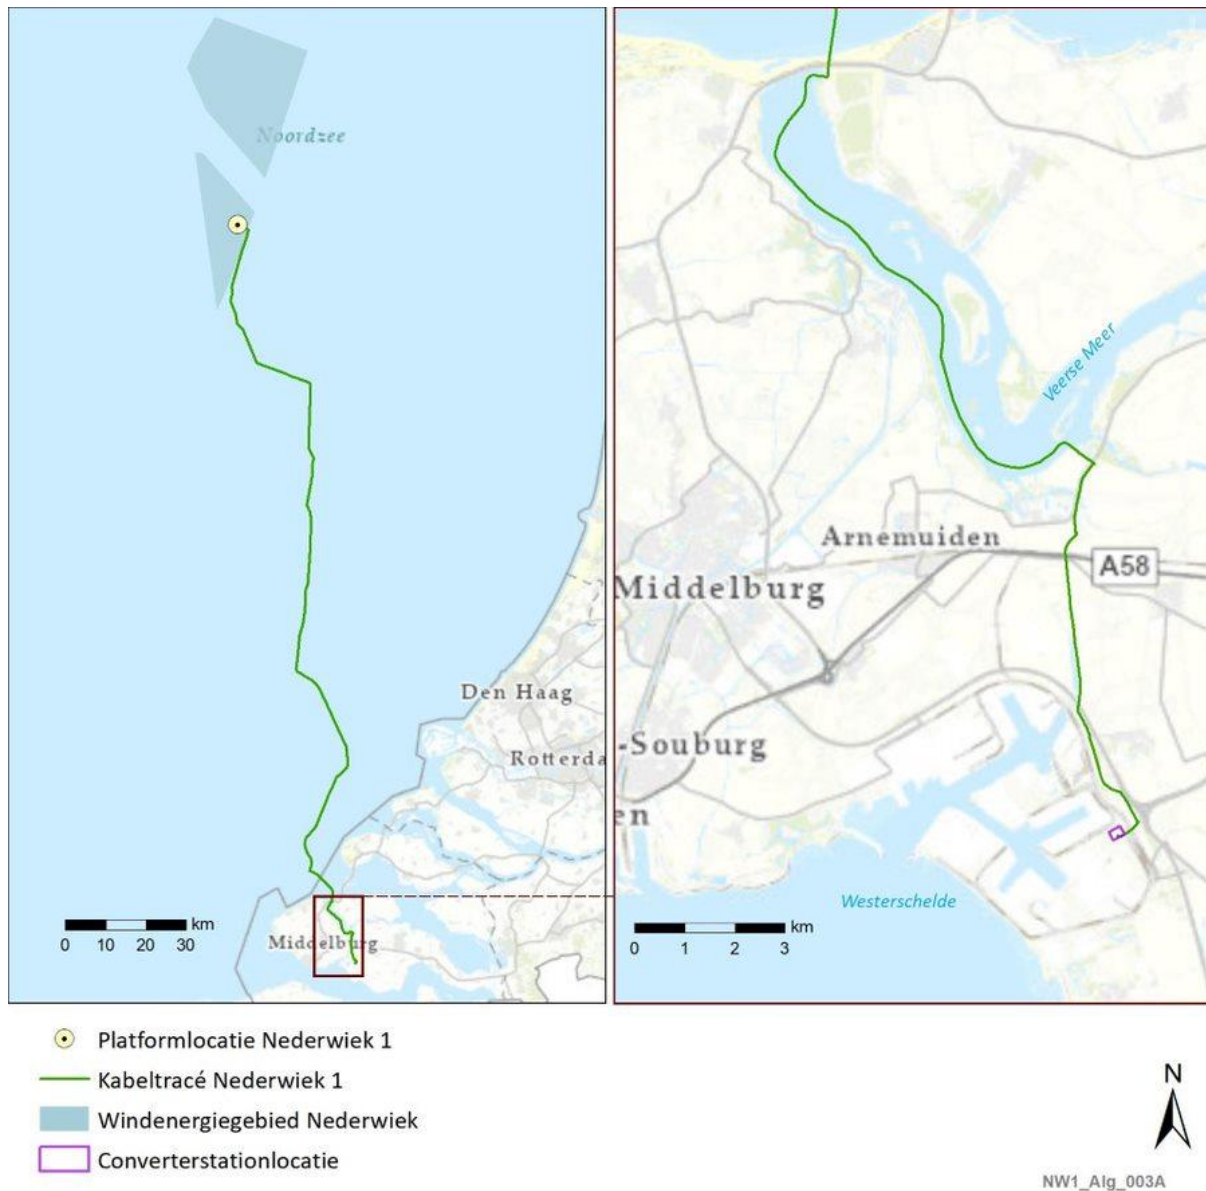 Noordzee
Den Haag
Rotterda
Middelburg
km
0 10 20 30
Veerse Meer
Arnemuiden
A58
Middelburg
-Souburg
en
Westerschelde
km
0 1 2 3
Platformlocatie Nederwiek 1
Kabeltracé Nederwiek 1
Windenergiegebied Nederwiek
Converterstationlocatie
N
NW1_Alg_003A